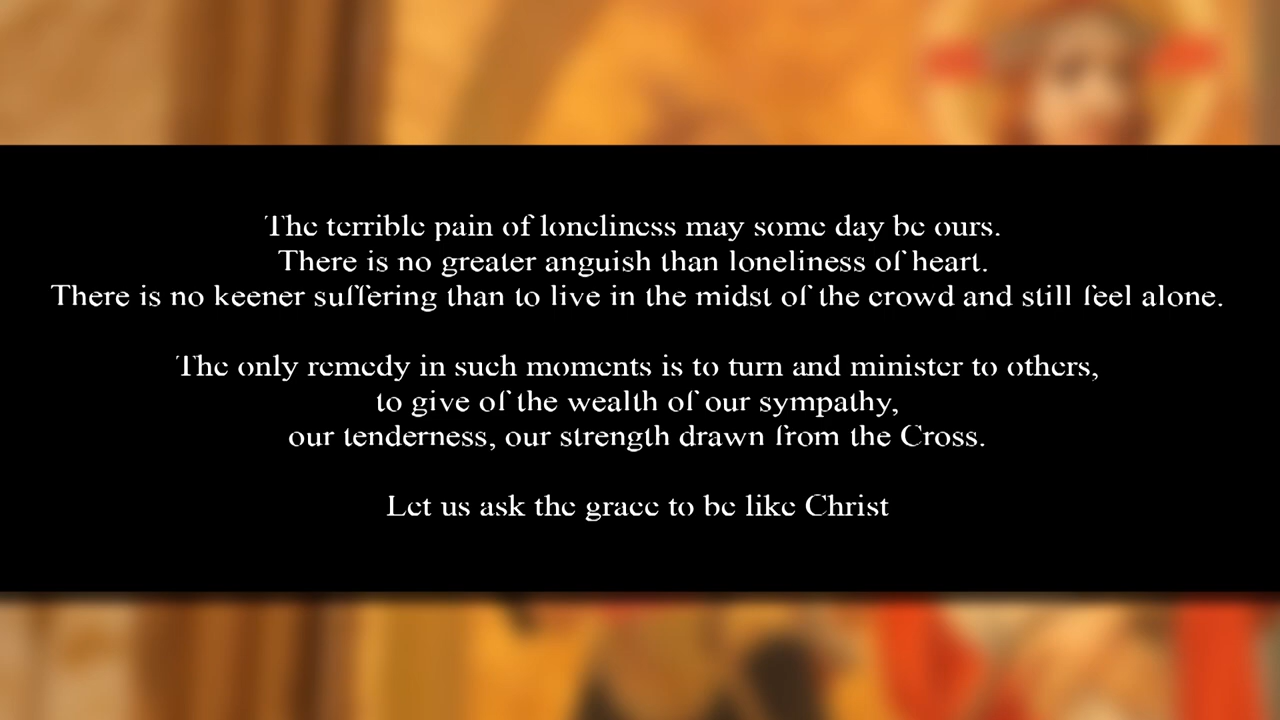 The terrible pain of loneliness may some day be ours.
There is no greater anguish than loneliness of heart.
There is no keener suffering than to live in the midst of the crowd and still feel alone.
The only remedy in such moments is to turn and minister to others,
to give of the wealth of our sympathy,
our tenderness, our strength drawn from the Cross.
Let us ask the grace to be like Christ